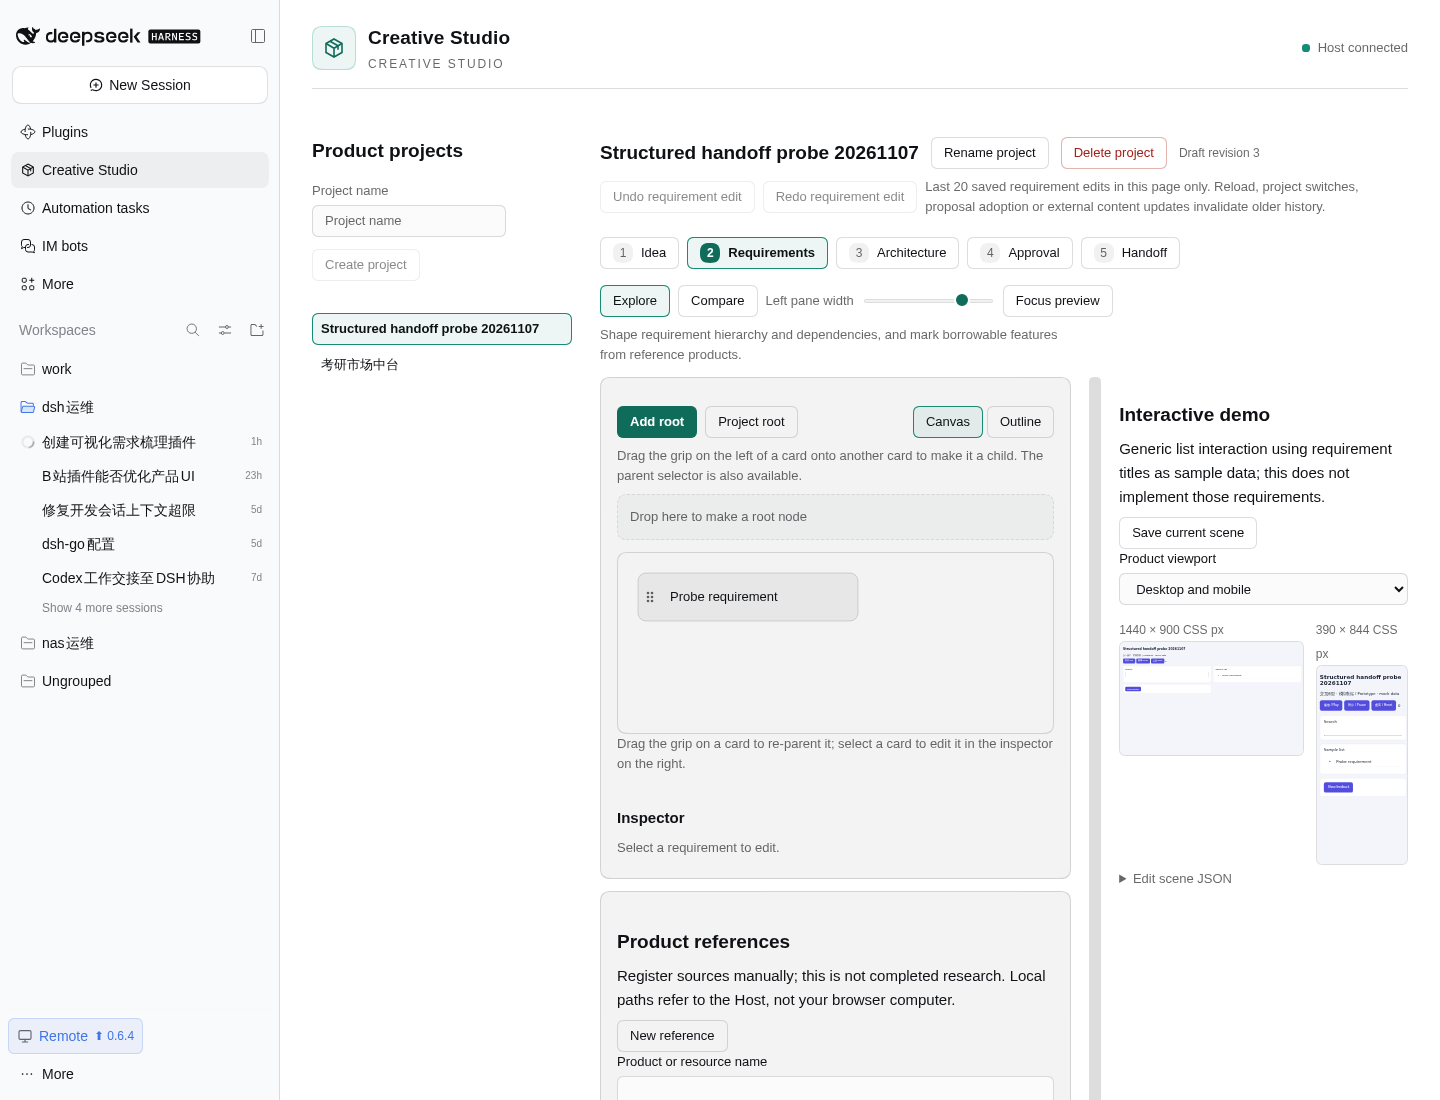 deepseek HARNESS
New Session
Plugins
Creative Studio
Automation tasks
IM bots
More
Workspaces
work
dsh运维
创建可视化需求梳理插件 1h
B站插件能否优化产品UI 23h
修复开发会话上下文超限 5d
dsh-go配置 5d
Codex工作交接至DSH协助 7d
Show 4 more sessions
nas运维
Ungrouped
Remote 0.6.4
More
Creative Studio
CREATIVE STUDIO
Host connected
Product projects
Project name
Project name
Create project
Structured handoff probe 20261107
考研市场中台
Structured handoff probe 20261107 Rename project Delete project Draft revision 3
Undo requirement edit Redo requirement edit
Last 20 saved requirement edits in this page only. Reload, project switches,
proposal adoption or external content updates invalidate older history.
1 Idea 2 Requirements 3 Architecture 4 Approval 5 Handoff
Explore Compare Left pane width Focus preview
Shape requirement hierarchy and dependencies, and mark borrowable features
from reference products.
Add root Project root Canvas Outline
Drag the grip on the left of a card onto another card to make it a child. The
parent selector is also available.
Drop here to make a root node
Probe requirement
Drag the grip on a card to re-parent it; select a card to edit it in the inspector
on the right.
Inspector
Select a requirement to edit.
Product references
Register sources manually; this is not completed research. Local
paths refer to the Host, not your browser computer.
New reference
Product or resource name
Interactive demo
Generic list interaction using requirement
titles as sample data; this does not
implement those requirements.
Save current scene
Product viewport
Desktop and mobile
1440 × 900 CSS px
Structured handoff probe 20261107
390 × 844 CSS
px
Structured handoff probe
20261107
Search
Sample list
Probe requirement
Edit scene JSON